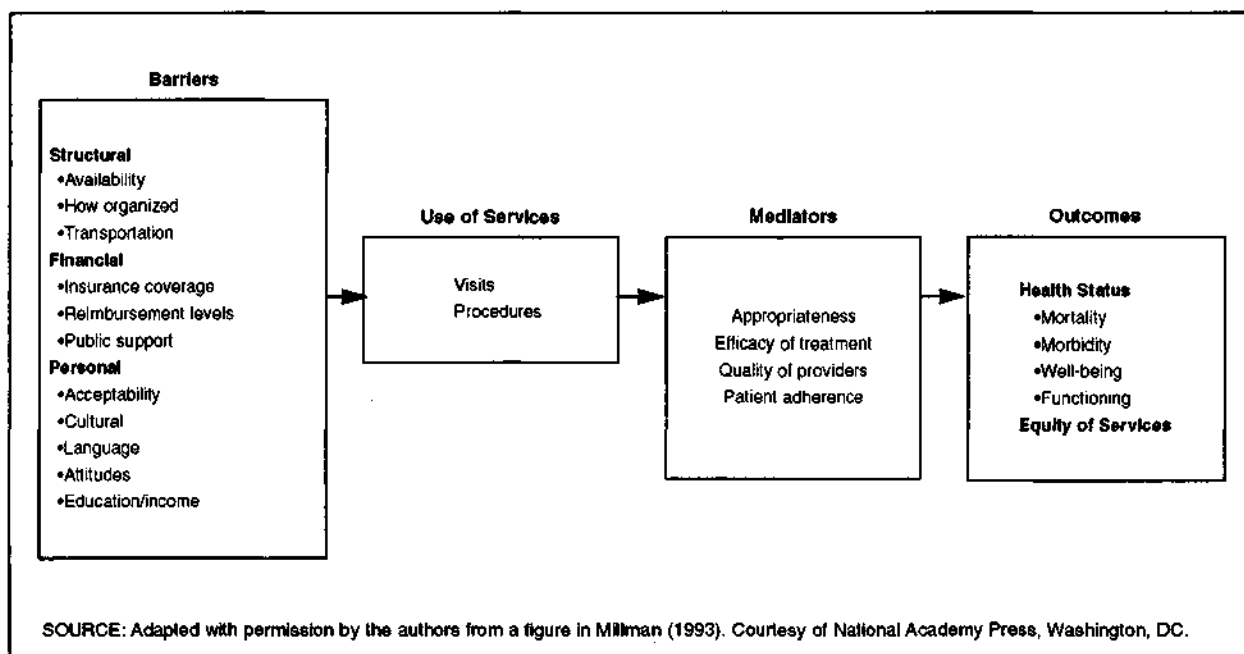 Barriers
Structural
•Availability
•How organized
•Transportation
Financial
•Insurance coverage
•Reimbursement levels
•Public support
Personal
•Acceptability
•Cultural
•Language
•Attitudes
•Education/income
Use of Services
Visits
Procedures
Mediators
Appropriateness
Efficacy of treatment
Quality of providers
Patient adherence
Outcomes
Health Status
•Mortality
•Morbidity
•Well-being
•Functioning
Equity of Services
SOURCE: Adapted with permission by the authors from a figure in Millman (1993). Courtesy of National Academy Press, Washington, DC.